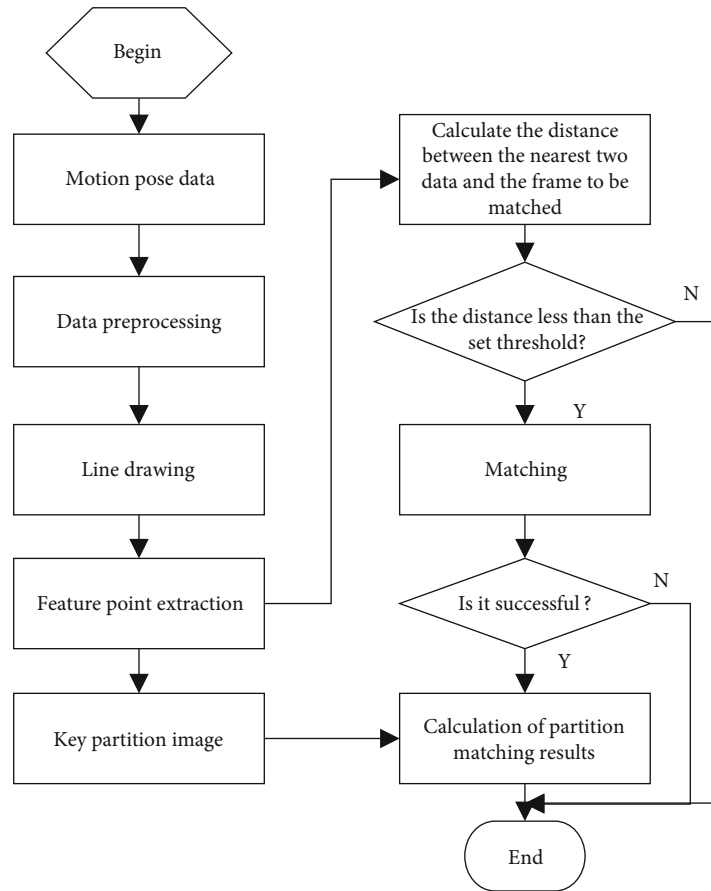 Begin
Motion pose data
Data preprocessing
Line drawing
Feature point extraction
Key partition image
Calculate the distance
between the nearest two
data and the frame to be
matched
Is the distance less than the
set threshold?
N
Y
Matching
Is it successful ?
N
Y
Calculation of partition
matching results
End